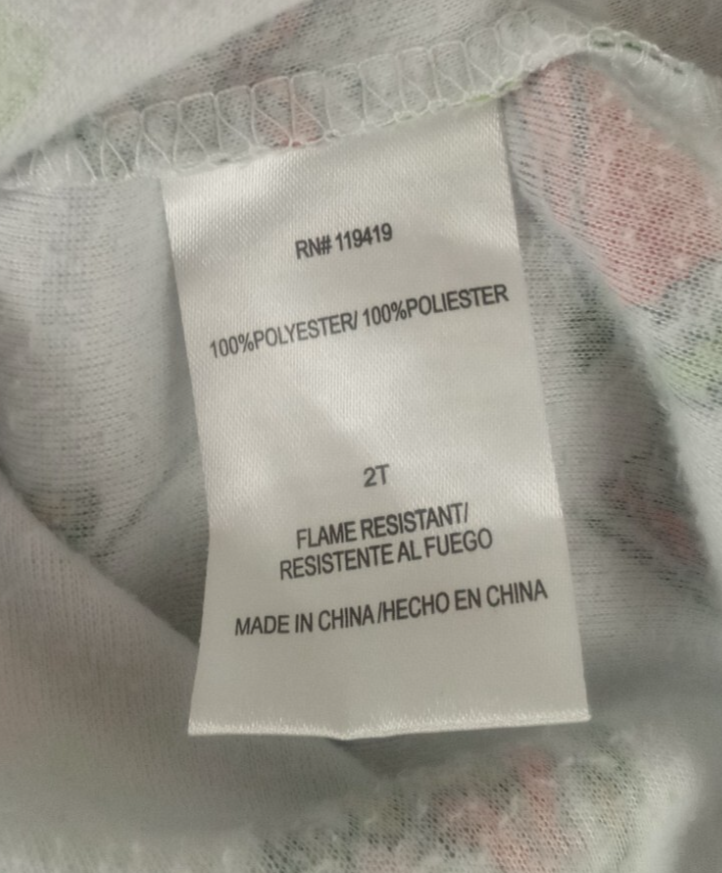 RN# 119419
100%POLYESTER/ 100%POLIESTER
2T
FLAME RESISTANT/
RESISTENTE AL FUEGO
MADE IN CHINA/HECHO EN CHINA